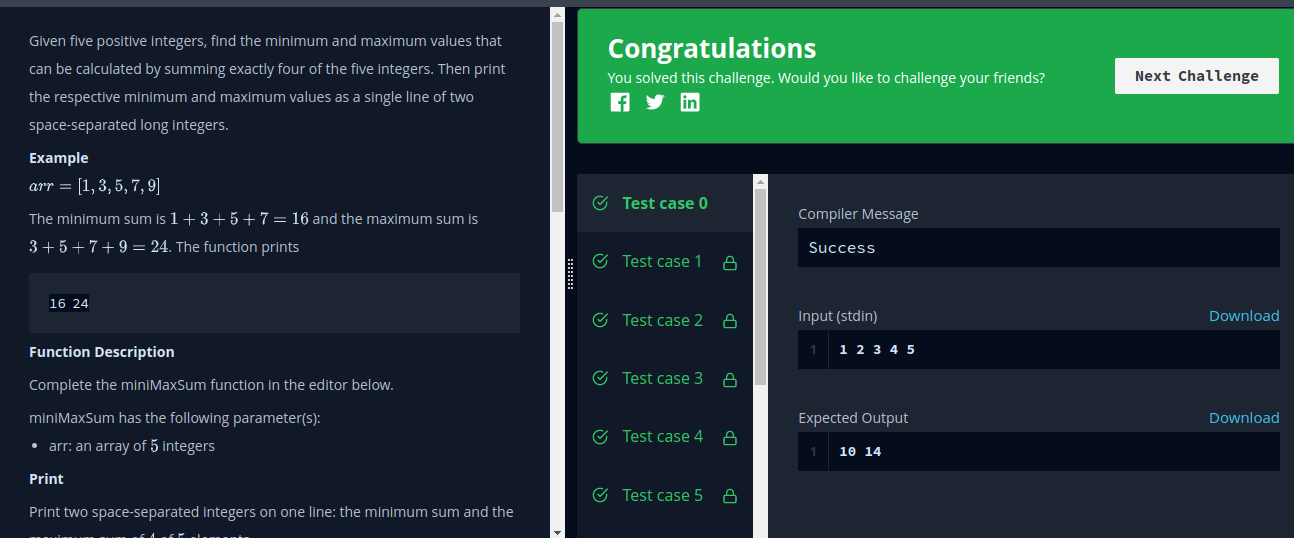 Given five positive integers, find the minimum and maximum values that
can be calculated by summing exactly four of the five integers. Then print
the respective minimum and maximum values as a single line of two
space-separated long integers.
Example
arr = [1, 3, 5, 7, 9]
The minimum sum is 1 + 3 + 5 + 7 = 16 and the maximum sum is
3 + 5 + 7 + 9 = 24. The function prints
16 24
Function Description
Complete the miniMaxSum function in the editor below.
miniMaxSum has the following parameter(s):
• arr: an array of 5 integers
Print
Print two space-separated integers on one line: the minimum sum and the
maximum sum of 4 of 5 elements.
Congratulations
You solved this challenge. Would you like to challenge your friends?
Next Challenge
Test case 0
Test case 1
Test case 2
Test case 3
Test case 4
Test case 5
Compiler Message
Success
Input (stdin)
Download
1
1 2 3 4 5
Expected Output
Download
1
10 14